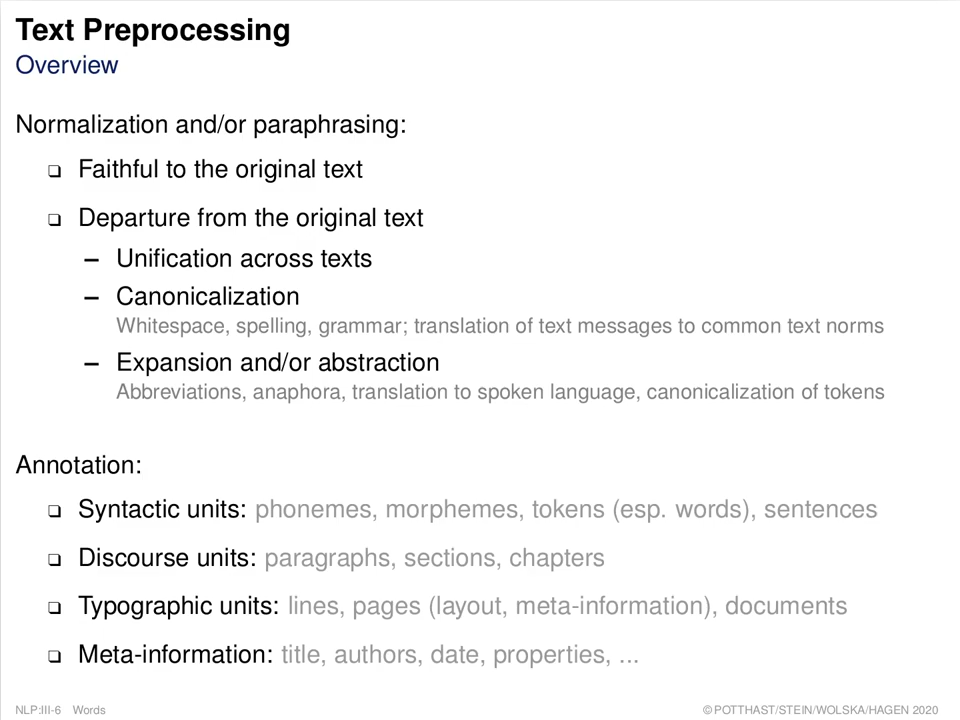 Text Preprocessing
Overview
Normalization and/or paraphrasing:
❑ Faithful to the original text
❑ Departure from the original text
– Unification across texts
– Canonicalization
Whitespace, spelling, grammar; translation of text messages to common text norms
– Expansion and/or abstraction
Abbreviations, anaphora, translation to spoken language, canonicalization of tokens
Annotation:
❑ Syntactic units: phonemes, morphemes, tokens (esp. words), sentences
❑ Discourse units: paragraphs, sections, chapters
❑ Typographic units: lines, pages (layout, meta-information), documents
❑ Meta-information: title, authors, date, properties, ...
NLP:III-6 Words © POTTHAST/STEIN/WOLSKA/HAGEN 2020